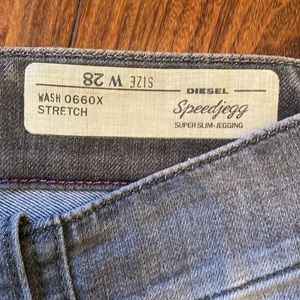 SIZE W 28
WASH 0660X
STRETCH
DIESEL
Speedjegg
SUPER SLIM-JEGGING